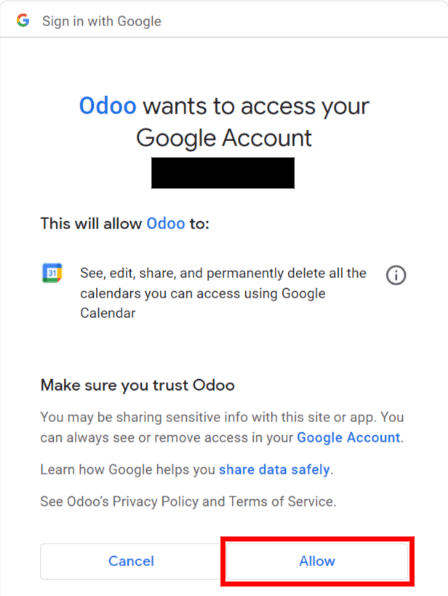 Sign in with Google
Odoo wants to access your
Google Account
This will allow Odoo to:
31
See, edit, share, and permanently delete all the
calendars you can access using Google
Calendar
Make sure you trust Odoo
You may be sharing sensitive info with this site or app. You
can always see or remove access in your Google Account.
Learn how Google helps you share data safely.
See Odoo's Privacy Policy and Terms of Service.
Cancel
Allow